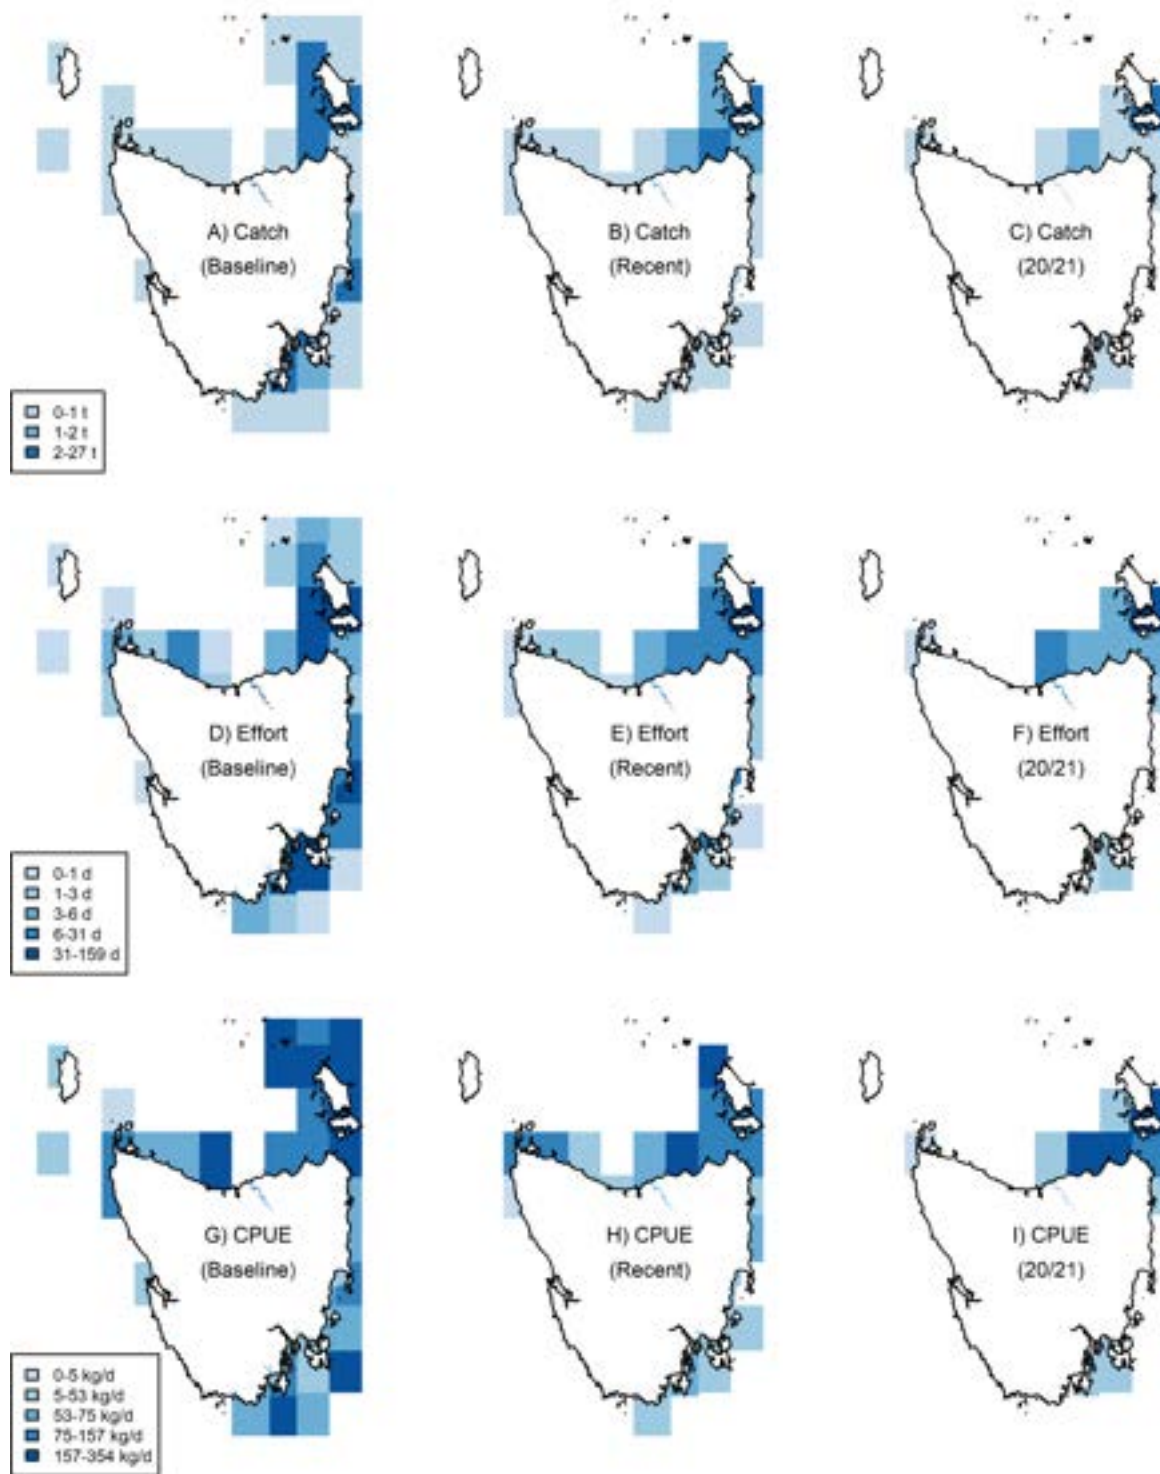 A) Catch
(Baseline)
B) Catch
(Recent)
C) Catch
(20/21)
0-1 t
1-2 t
2-27 t
D) Effort
(Baseline)
E) Effort
(Recent)
F) Effort
(20/21)
0-1 d
1-3 d
3-6 d
6-31 d
31-159 d
G) CPUE
(Baseline)
H) CPUE
(Recent)
I) CPUE
(20/21)
0-5 kg/d
5-53 kg/d
53-75 kg/d
75-157 kg/d
157-354 kg/d